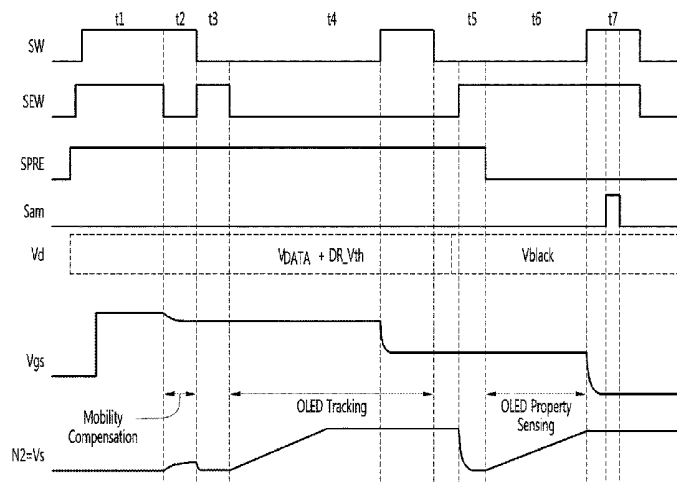 t1 t2 t3 t4 t5 t6 t7
SW
SEW
SPRE
Sam
Vd VDATA + DR_Vth Vblack
Vgs
Mobility
Compensation
OLED Tracking
OLED Property
Sensing
N2=Vs